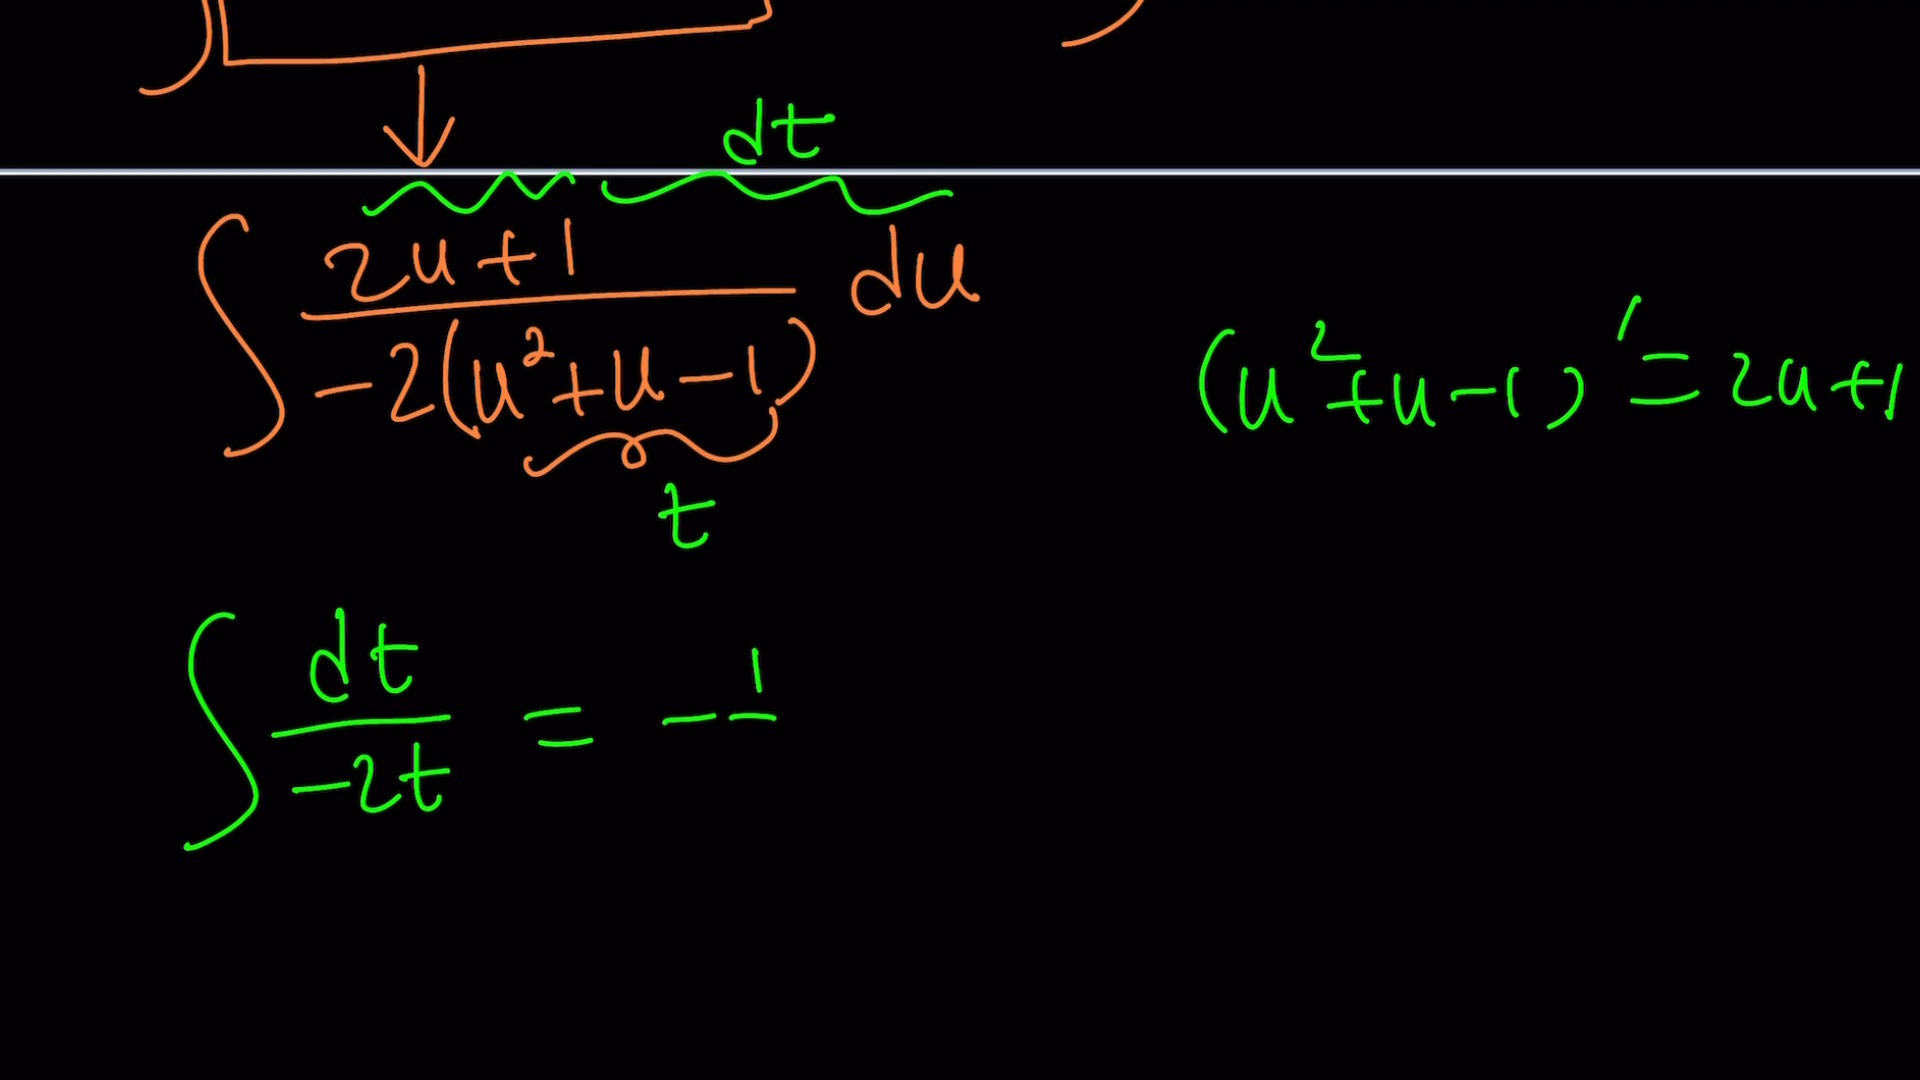 dt
∫ (2u+1)/(-2(u²+u-1)) du
(u²+u-1)' = 2u+1
t
∫ dt/(-2t) = - 1/